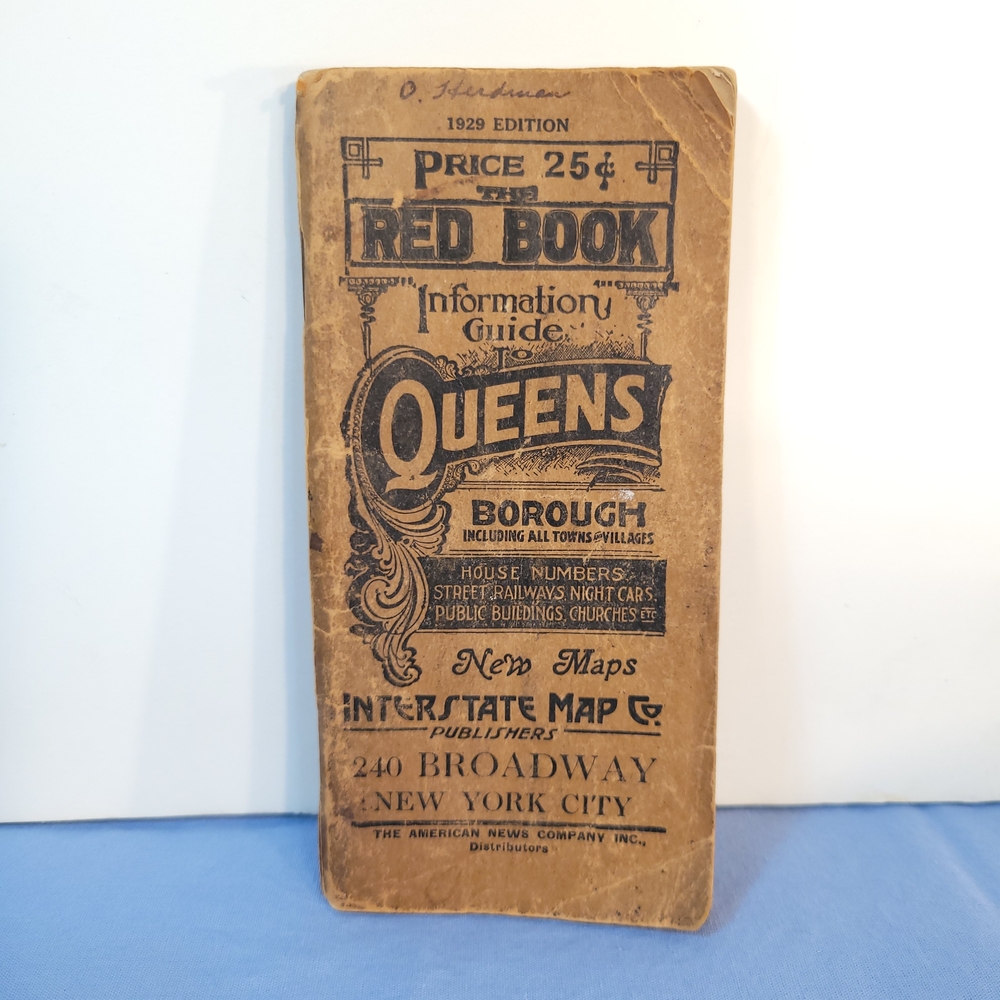 O. Herdman
1929 EDITION
PRICE 25¢
THE
RED BOOK
Information
Guide
To
QUEENS
BOROUGH
INCLUDING ALL TOWNS AND VILLAGES
HOUSE NUMBERS
STREET RAILWAYS, NIGHT CARS,
PUBLIC BUILDINGS, CHURCHES ETC
New Maps
INTERSTATE MAP Co.
PUBLISHERS
240 BROADWAY
NEW YORK CITY
THE AMERICAN NEWS COMPANY INC.,
Distributors